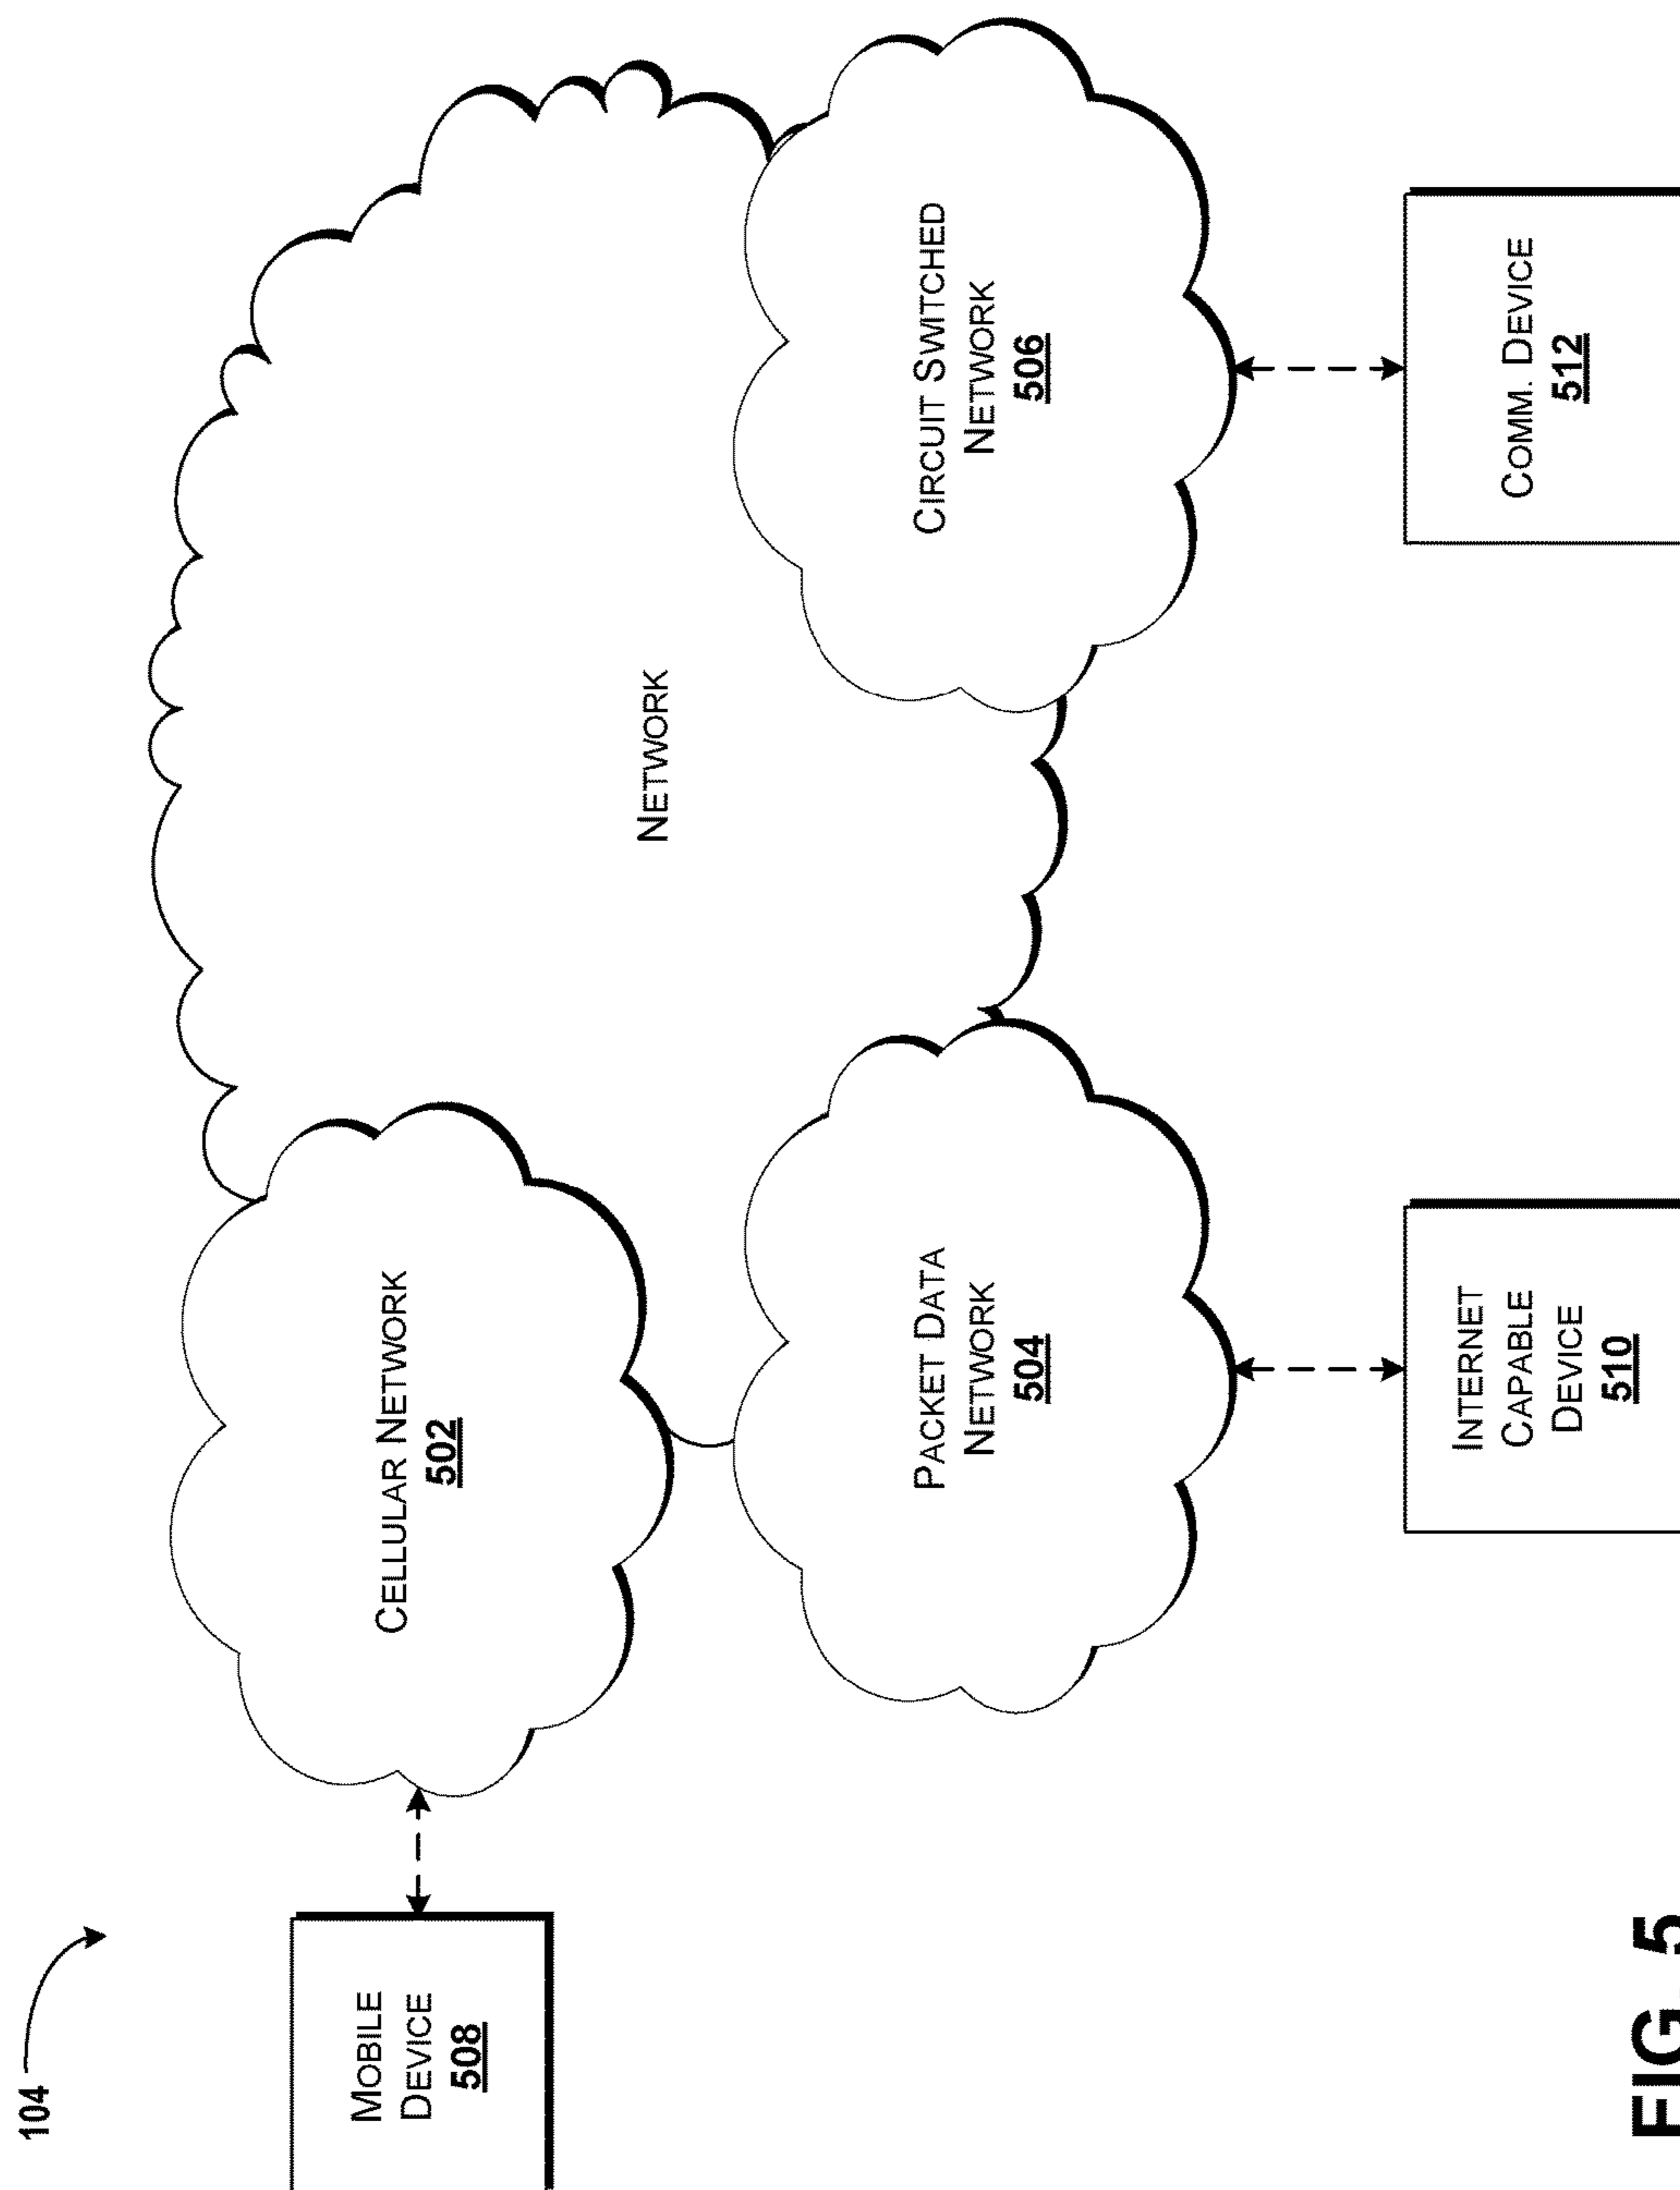 104
MOBILE
DEVICE
508
CELLULAR NETWORK
502
NETWORK
PACKET DATA
NETWORK
504
CIRCUIT SWITCHED
NETWORK
506
INTERNET
CAPABLE
DEVICE
510
COMM. DEVICE
512
FIG. 5